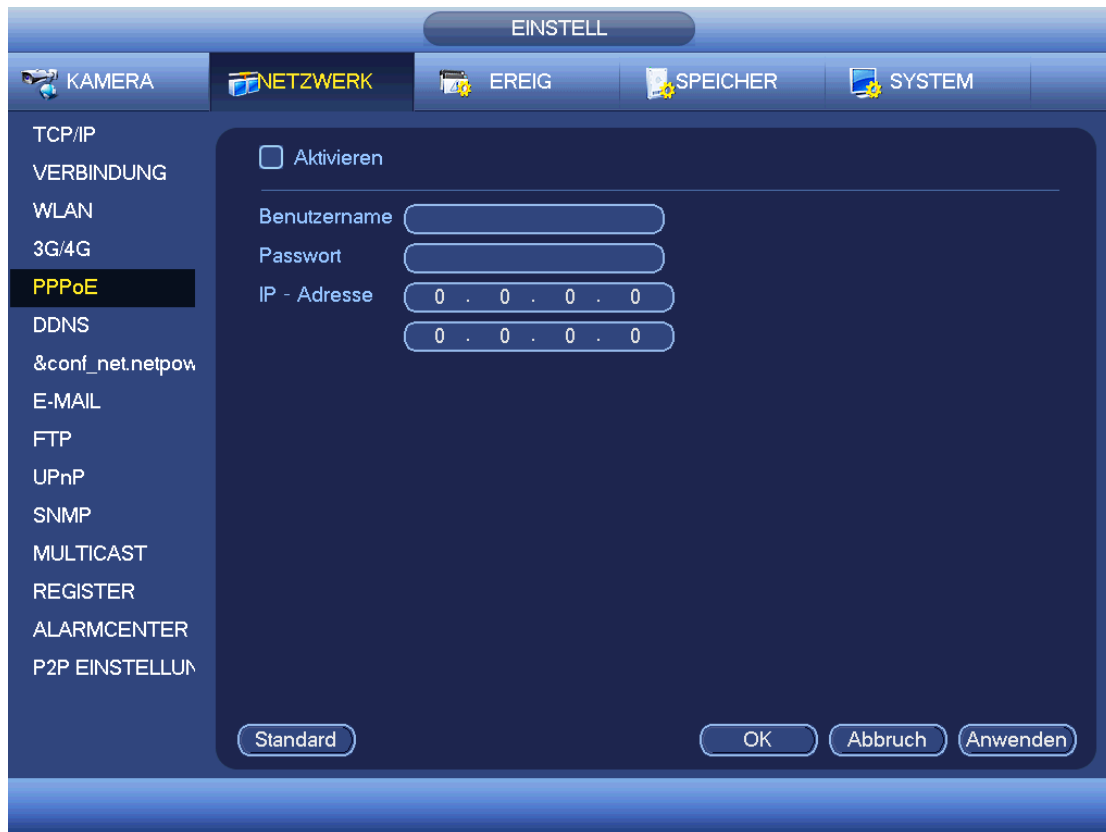 EINSTELL
KAMERA NETZWERK EREIG SPEICHER SYSTEM
TCP/IP
VERBINDUNG
WLAN
3G/4G
PPPoE
DDNS
&conf_net.netpow
E-MAIL
FTP
UPnP
SNMP
MULTICAST
REGISTER
ALARMCENTER
P2P EINSTELLUN
Aktivieren
Benutzername
Passwort
IP - Adresse 0 . 0 . 0 . 0
0 . 0 . 0 . 0
Standard OK Abbruch Anwenden